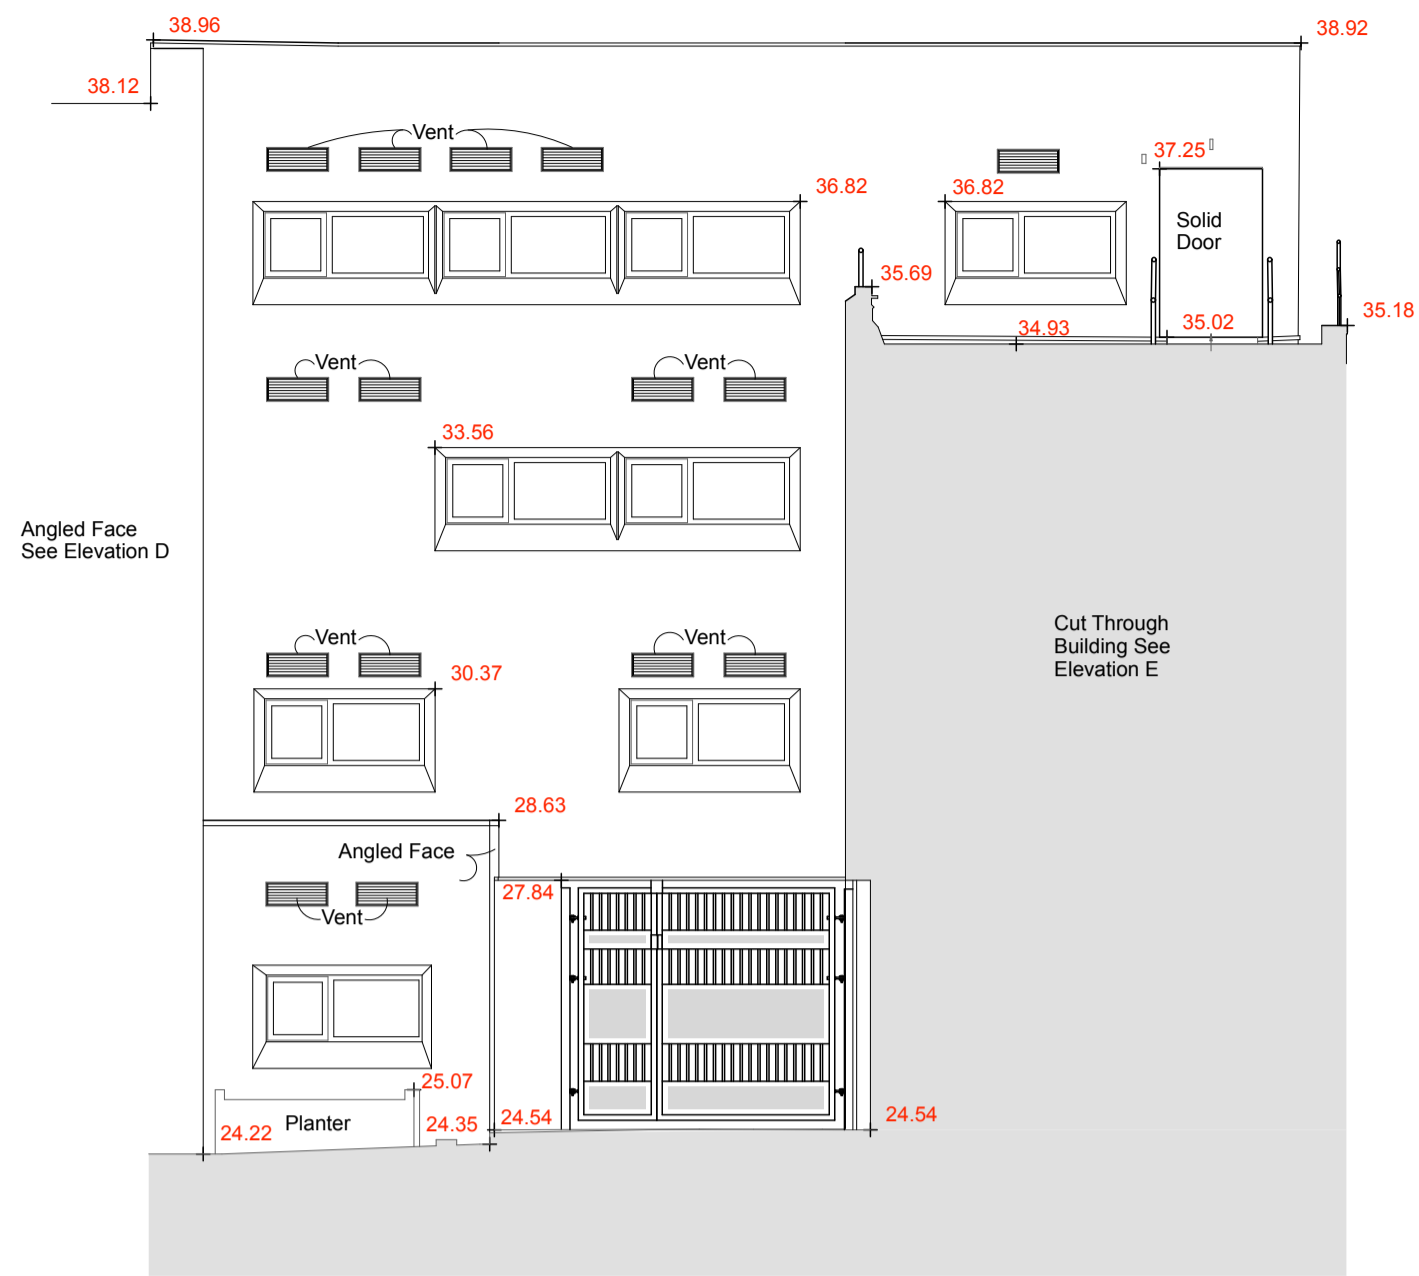 38.96
38.92
38.12
Vent
37.25
36.82
36.82
Solid
Door
35.69
35.18
34.93
35.02
Vent
Vent
33.56
Angled Face
See Elevation D
Cut Through
Building See
Elevation E
Vent
Vent
30.37
28.63
Angled Face
27.84
Vent
25.07
Planter
24.22
24.35
24.54
24.54